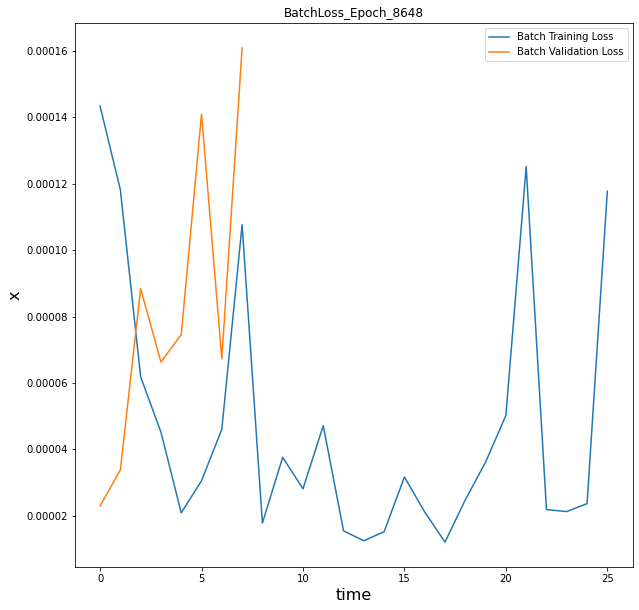 BatchLoss_Epoch_8648
Batch Training Loss
Batch Validation Loss
0.00016
0.00014
0.00012
0.00010
0.00008
0.00006
0.00004
0.00002
x
0 5 10 15 20 25
time